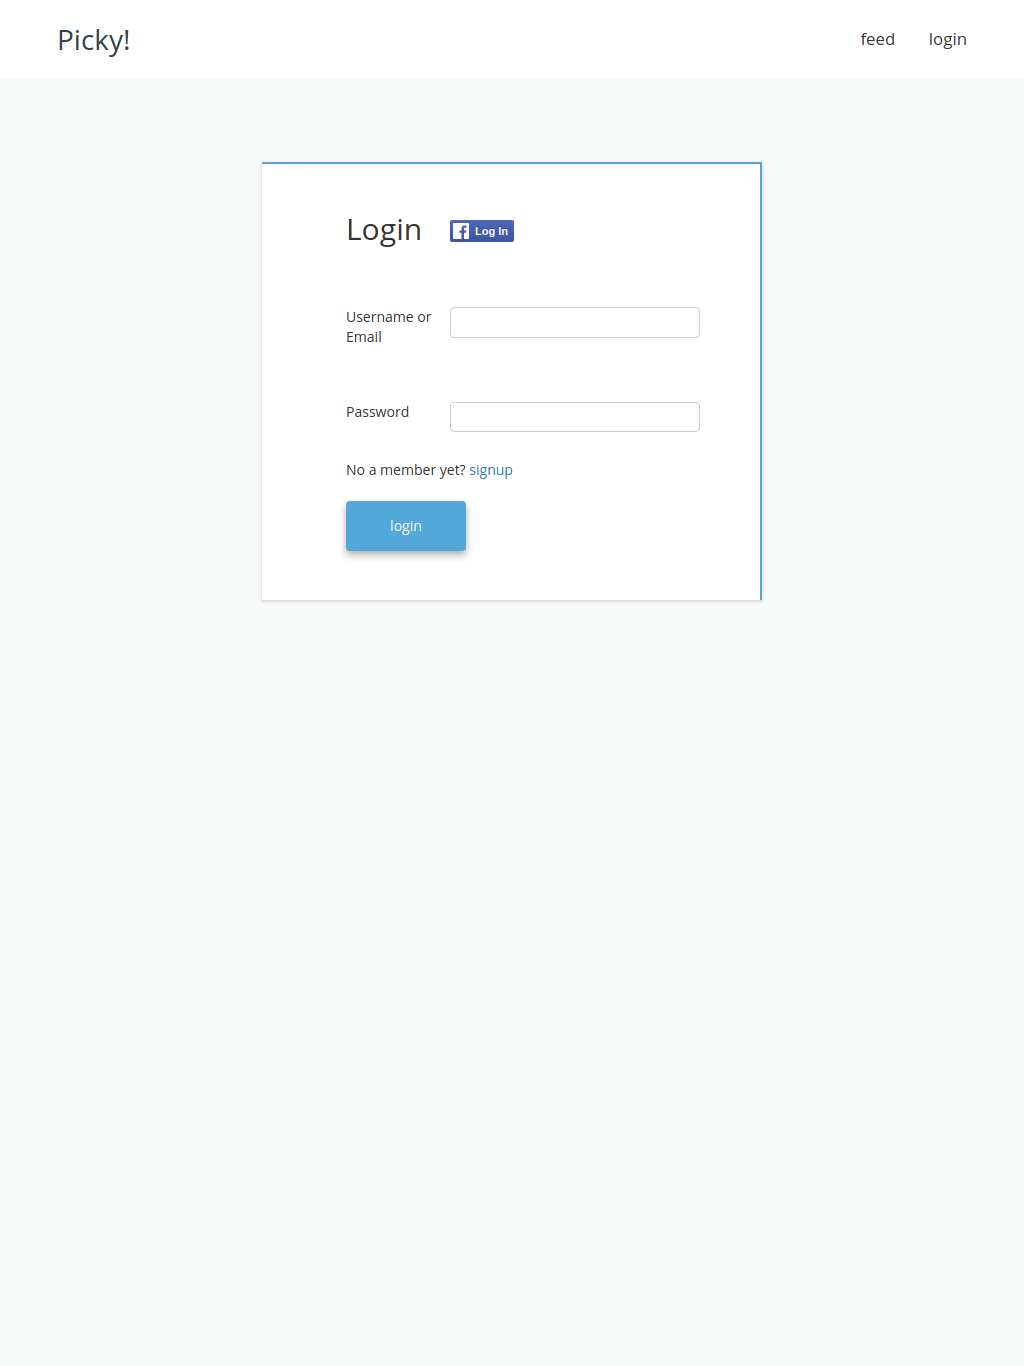 Picky!
feed
login
Login
Log In
Username or
Email
Password
No a member yet? signup
login